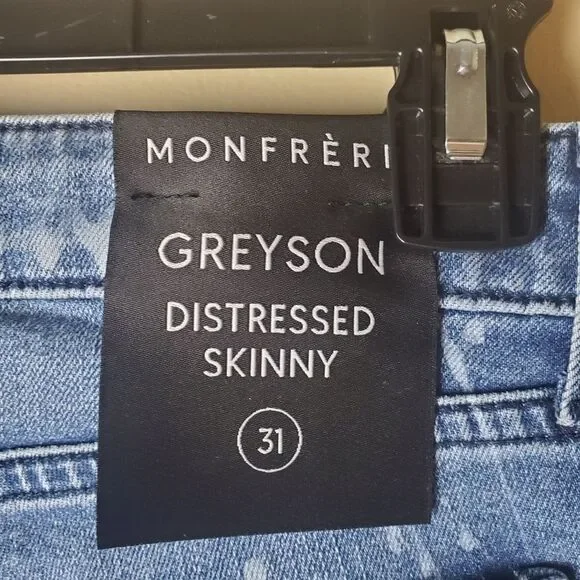 MONFRÈR
GREYSON
DISTRESSED
SKINNY
31